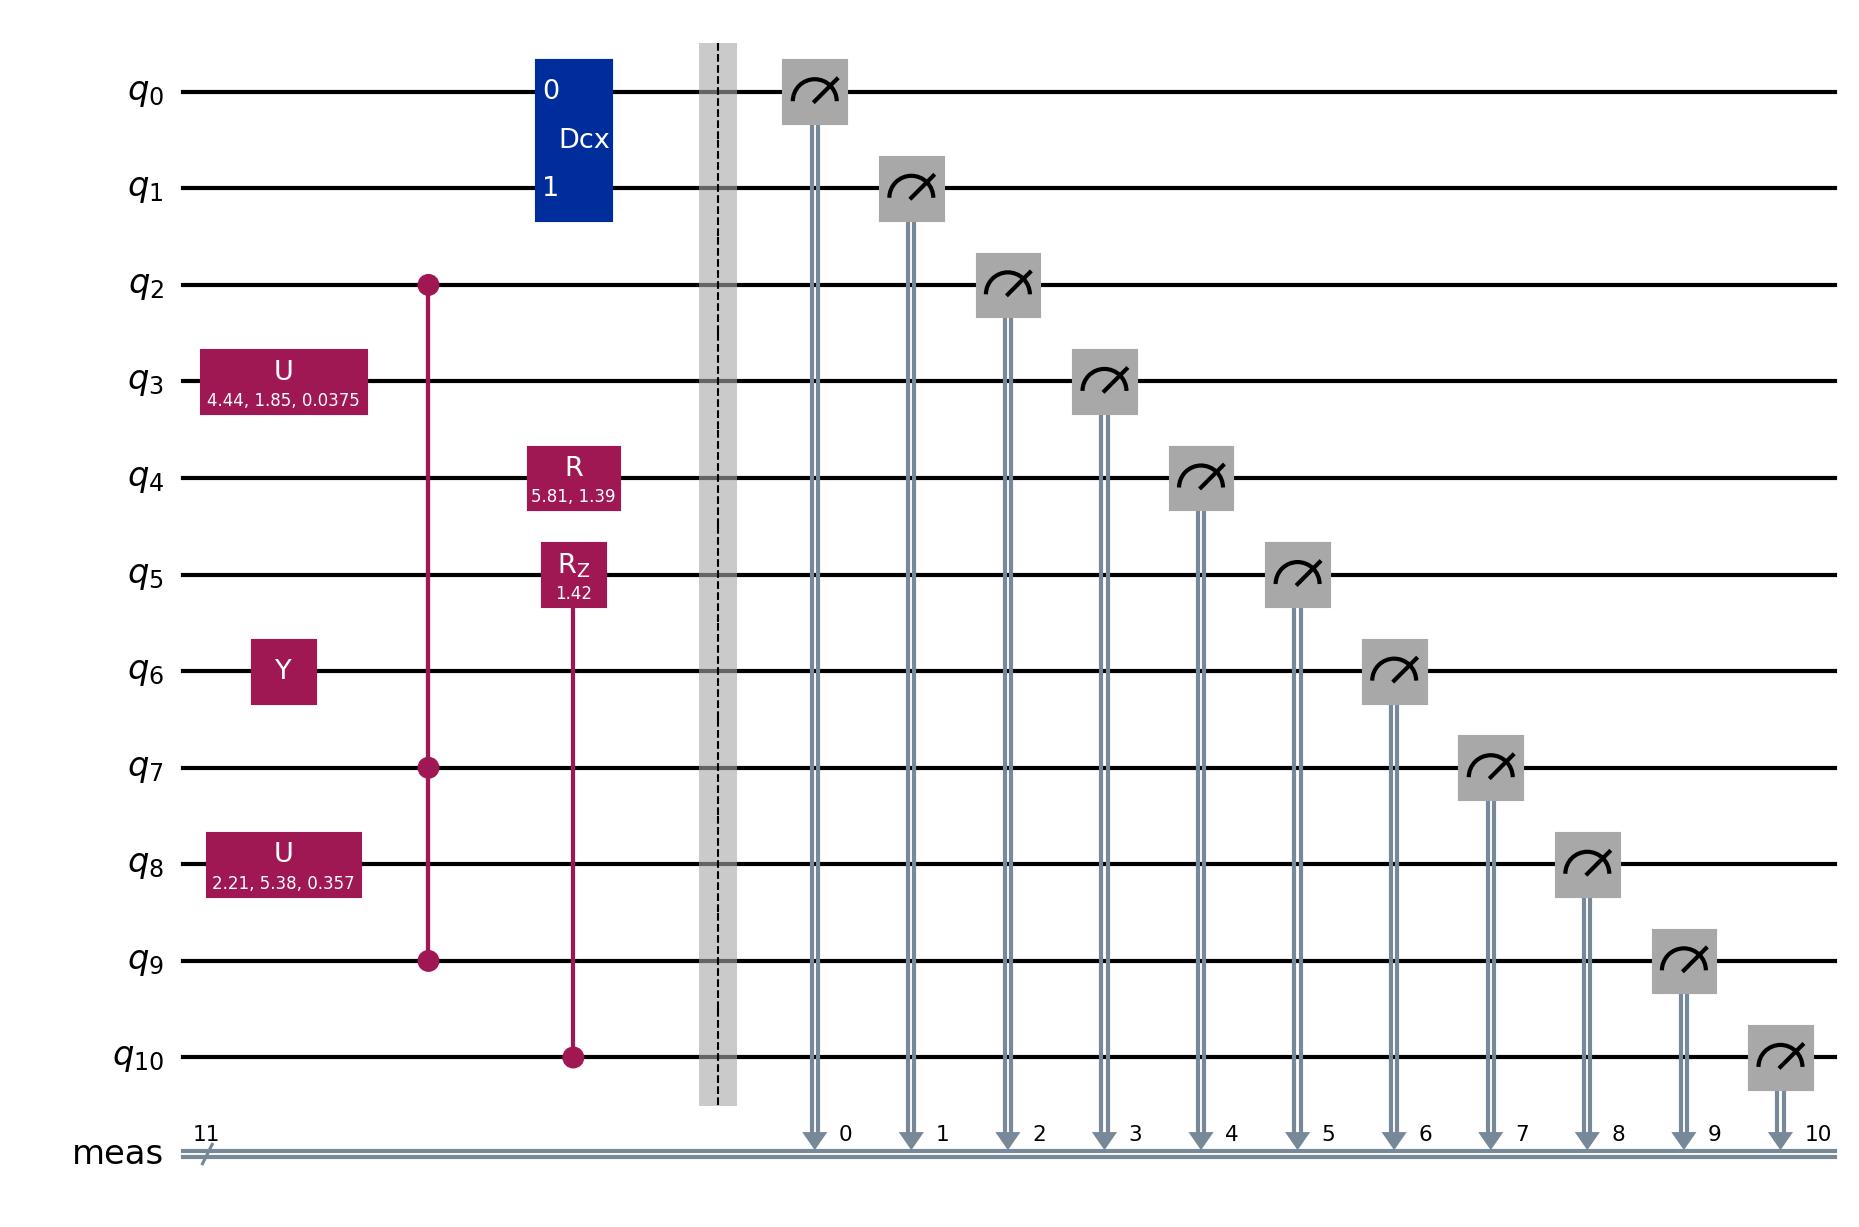 q0
0
Dcx
q1
1
q2
q3
U
4.44, 1.85, 0.0375
q4
R
5.81, 1.39
q5
RZ
1.42
q6
Y
q7
q8
U
2.21, 5.38, 0.357
q9
q10
meas
11
0 1 2 3 4 5 6 7 8 9 10